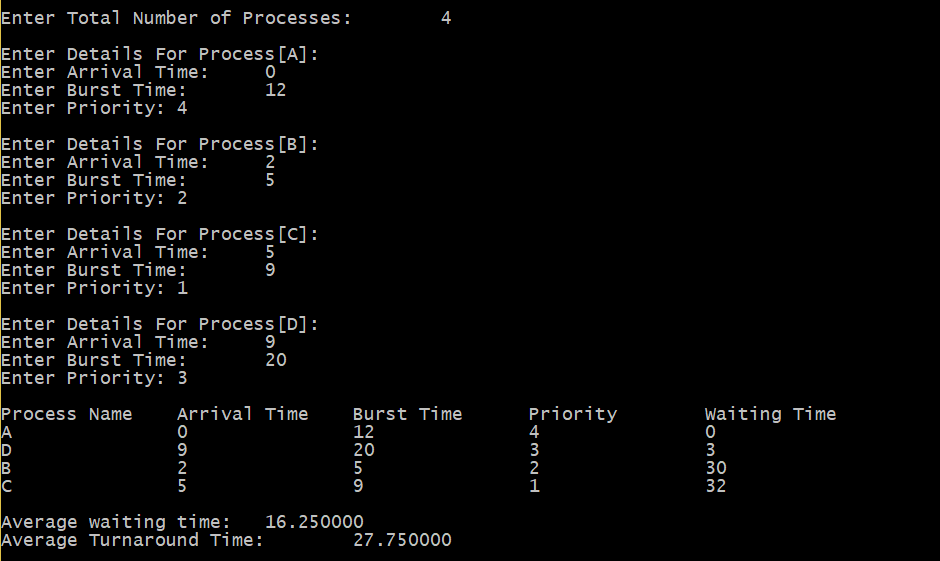 Enter Total Number of Processes: 4
Enter Details For Process[A]:
Enter Arrival Time: 0
Enter Burst Time: 12
Enter Priority: 4
Enter Details For Process[B]:
Enter Arrival Time: 2
Enter Burst Time: 5
Enter Priority: 2
Enter Details For Process[C]:
Enter Arrival Time: 5
Enter Burst Time: 9
Enter Priority: 1
Enter Details For Process[D]:
Enter Arrival Time: 9
Enter Burst Time: 20
Enter Priority: 3
Process Name Arrival Time Burst Time Priority Waiting Time
A 0 12 4 0
D 9 20 3 3
B 2 5 2 30
C 5 9 1 32
Average waiting time: 16.250000
Average Turnaround Time: 27.750000